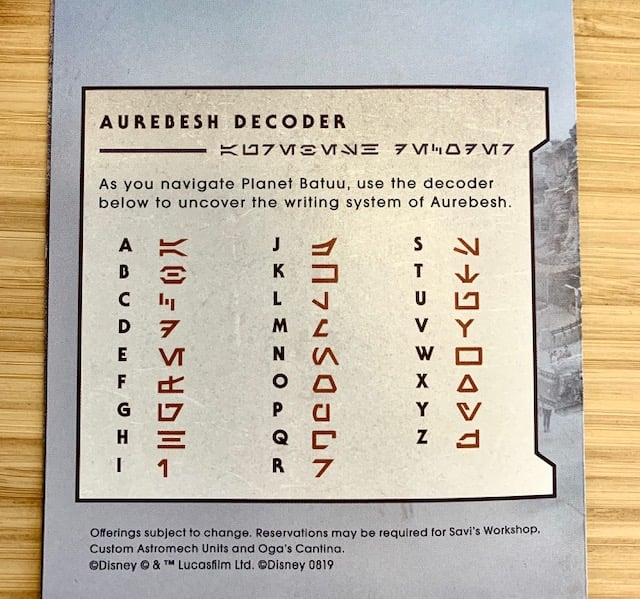 AUREBESH DECODER
As you navigate Planet Batuu, use the decoder
below to uncover the writing system of Aurebesh.
A J S
B K T
C L U
D M V
E N W
F O X
G P Y
H Q Z
I R
Offerings subject to change. Reservations may be required for Savi's Workshop,
Custom Astromech Units and Oga's Cantina.
©Disney © & ™ Lucasfilm Ltd. ©Disney 0819